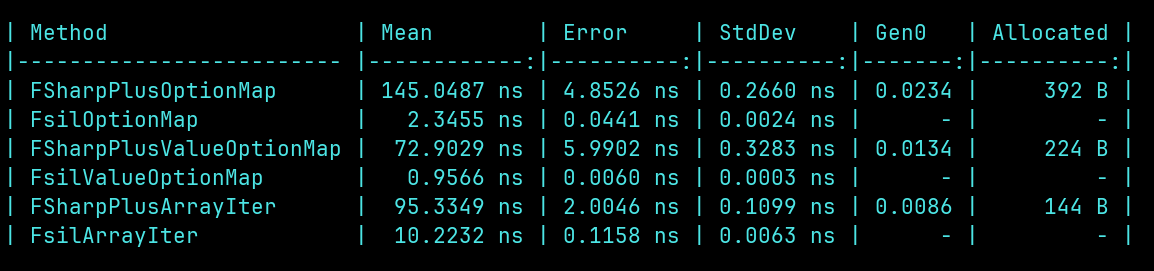 | Method                  | Mean        | Error     | StdDev    | Gen0   | Allocated |
|------------------------- |------------:|----------:|----------:|-------:|----------:|
| FSharpPlusOptionMap      | 145.0487 ns | 4.8526 ns | 0.2660 ns | 0.0234 |     392 B |
| FsilOptionMap            |   2.3455 ns | 0.0441 ns | 0.0024 ns |      - |         - |
| FSharpPlusValueOptionMap |  72.9029 ns | 5.9902 ns | 0.3283 ns | 0.0134 |     224 B |
| FsilValueOptionMap       |   0.9566 ns | 0.0060 ns | 0.0003 ns |      - |         - |
| FSharpPlusArrayIter      |  95.3349 ns | 2.0046 ns | 0.1099 ns | 0.0086 |     144 B |
| FsilArrayIter            |  10.2232 ns | 0.1158 ns | 0.0063 ns |      - |         - |